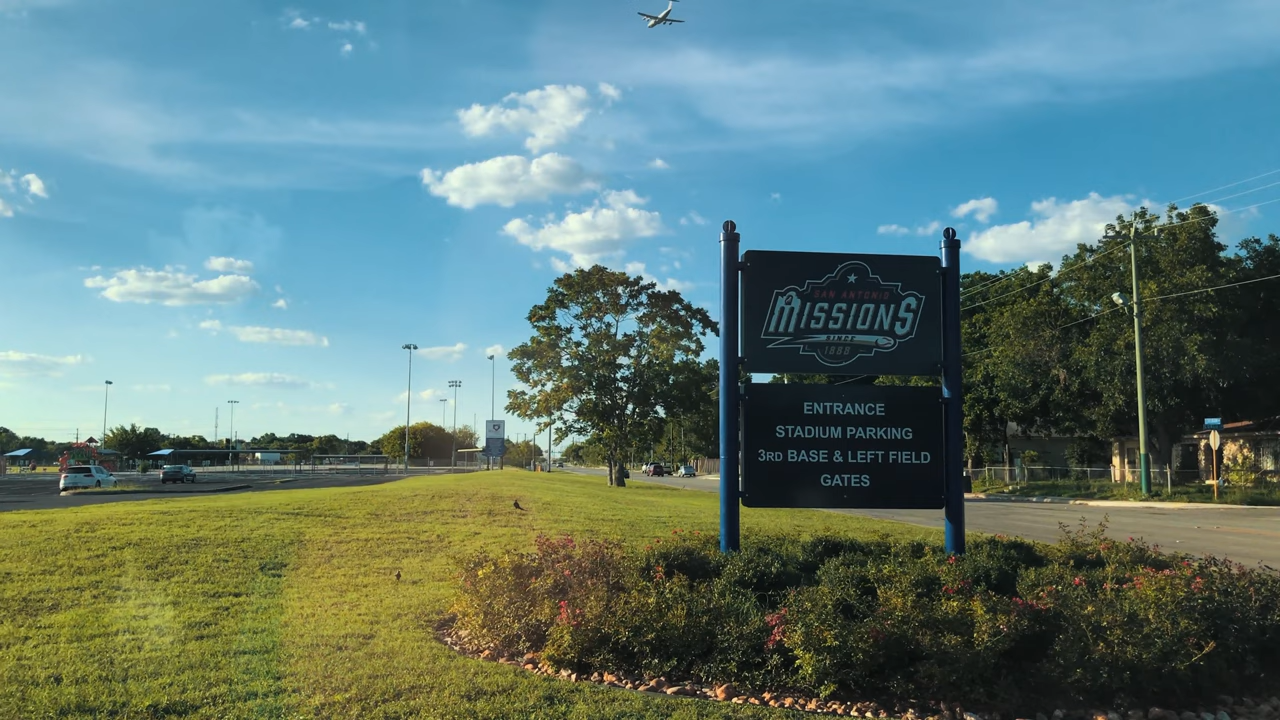 SAN ANTONIO
MISSIONS
SINCE
1888
ENTRANCE
STADIUM PARKING
3RD BASE & LEFT FIELD
GATES